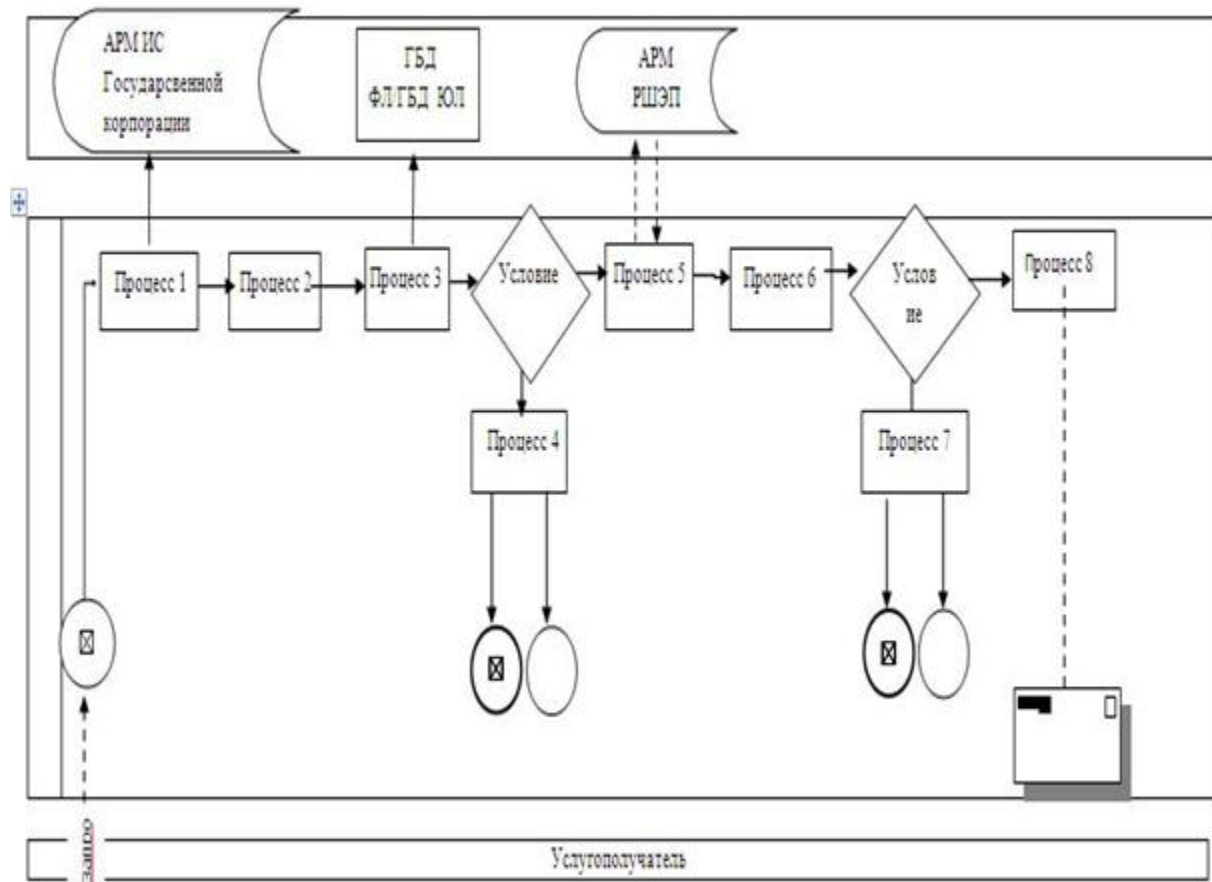 АРМ ИС
Государсвенной
корпорации
ГБД
ФЛ/ГБД ЮЛ
АРМ
РШЭП
Процесс 1
Процесс 2
Процесс 3
Условие
Процесс 5
Процесс 6
Услов
ие
Процесс 8
Процесс 4
Процесс 7
запро
Услугополучатель